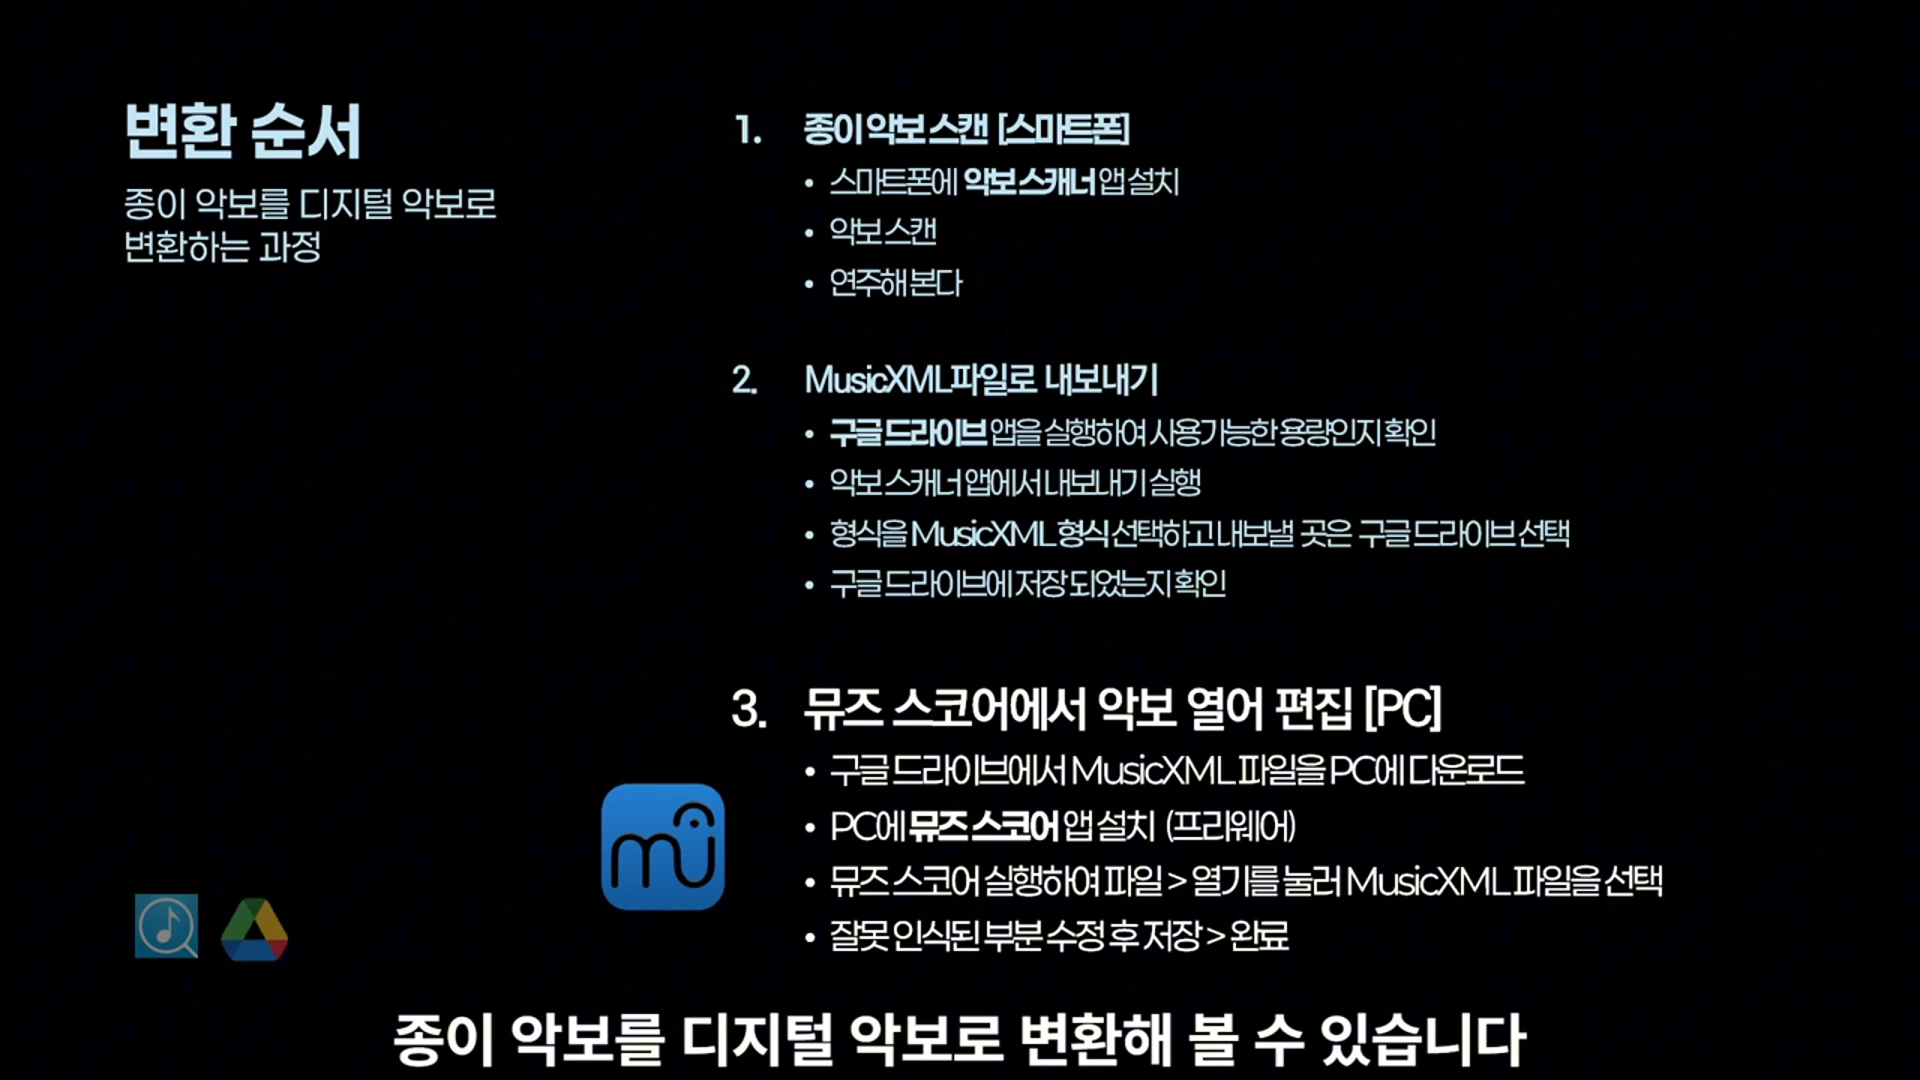 변환 순서
종이 악보를 디지털 악보로
변환하는 과정
1. 종이 악보 스캔 [스마트폰]
• 스마트폰에 악보 스캐너 앱 설치
• 악보 스캔
• 연주해 본다
2. MusicXML파일로 내보내기
• 구글 드라이브 앱을 실행하여 사용가능한 용량인지 확인
• 악보 스캐너 앱에서 내보내기 실행
• 형식을 MusicXML 형식 선택하고 내보낼 곳은 구글 드라이브 선택
• 구글 드라이브에 저장 되었는지 확인
3. 뮤즈 스코어에서 악보 열어 편집 [PC]
• 구글 드라이브에서 MusicXML 파일을 PC에 다운로드
• PC에 뮤즈 스코어 앱 설치 (프리웨어)
• 뮤즈 스코어 실행하여 파일 > 열기를 눌러 MusicXML 파일을 선택
• 잘못 인식된 부분 수정 후 저장 > 완료
종이 악보를 디지털 악보로 변환해 볼 수 있습니다